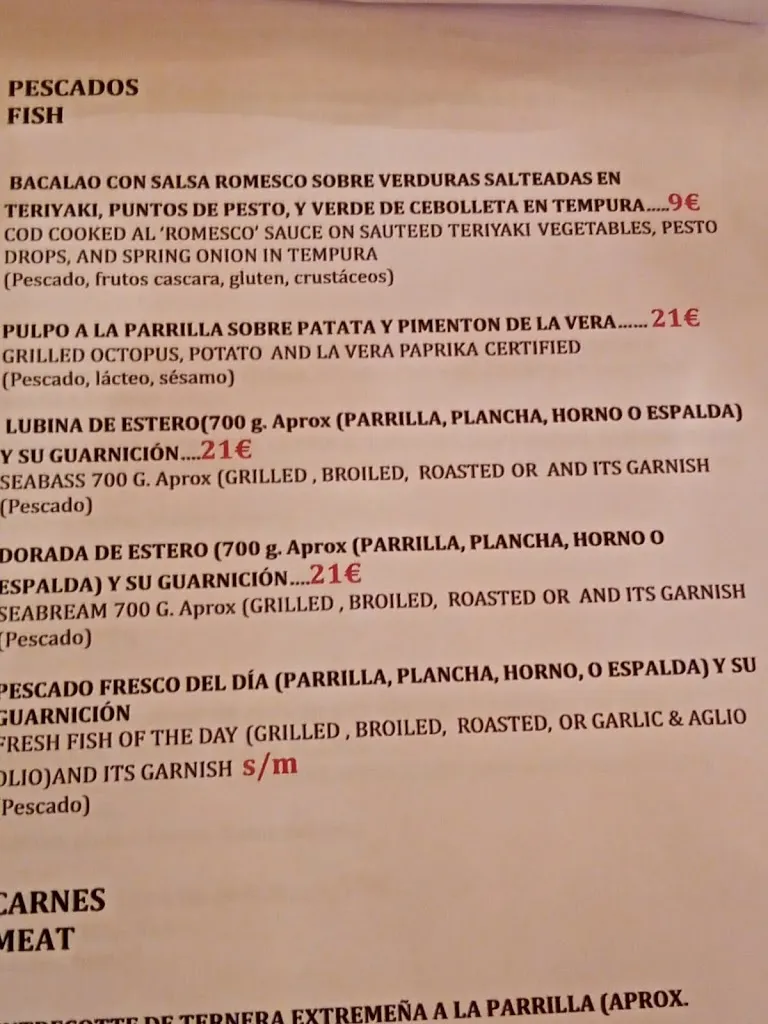 PESCADOS
FISH
BACALAO CON SALSA ROMESCO SOBRE VERDURAS SALTEADAS EN
TERIYAKI, PUNTOS DE PESTO, Y VERDE DE CEBOLLETA EN TEMPURA.....9€
COD COOKED AL 'ROMESCO' SAUCE ON SAUTEED TERIYAKI VEGETABLES, PESTO
DROPS, AND SPRING ONION IN TEMPURA
(Pescado, frutos cascara, gluten, crustáceos)
PULPO A LA PARRILLA SOBRE PATATA Y PIMENTON DE LA VERA......21€
GRILLED OCTOPUS, POTATO AND LA VERA PAPRIKA CERTIFIED
(Pescado, lácteo, sésamo)
LUBINA DE ESTERO(700 g. Aprox (PARRILLA, PLANCHA, HORNO O ESPALDA)
Y SU GUARNICIÓN....21€
SEABASS 700 G. Aprox (GRILLED , BROILED, ROASTED OR AND ITS GARNISH
(Pescado)
DORADA DE ESTERO (700 g. Aprox (PARRILLA, PLANCHA, HORNO O
ESPALDA) Y SU GUARNICIÓN....21€
SEABREAM 700 G. Aprox (GRILLED , BROILED, ROASTED OR AND ITS GARNISH
(Pescado)
PESCADO FRESCO DEL DÍA (PARRILLA, PLANCHA, HORNO, O ESPALDA) Y SU
GUARNICIÓN
FRESH FISH OF THE DAY (GRILLED , BROILED, ROASTED, OR GARLIC & AGLIO
OLIO)AND ITS GARNISH s/m
(Pescado)
CARNES
MEAT
DE TERNERA EXTREMEÑA A LA PARRILLA (APROX.